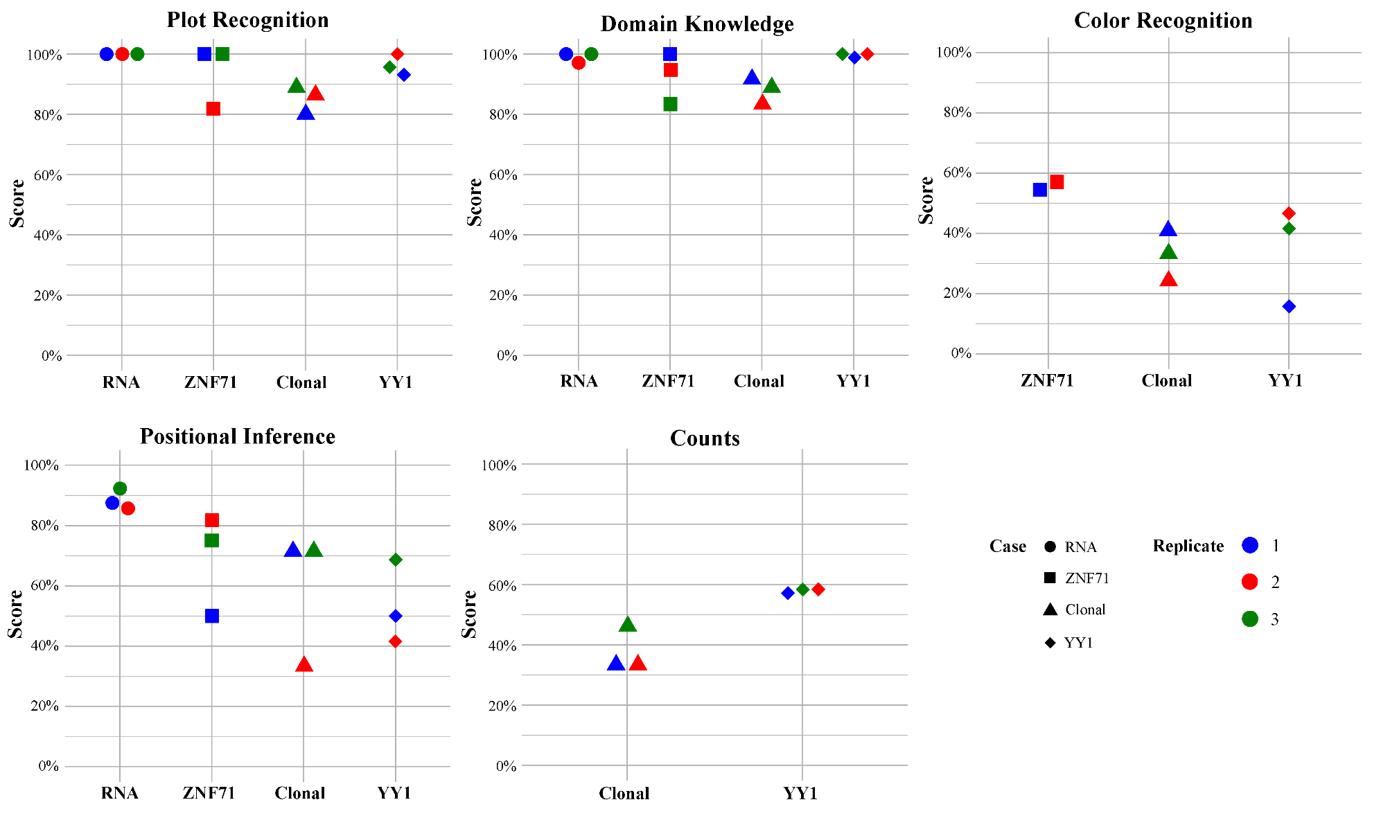 Plot Recognition
100%
80%
60%
40%
20%
0%
Score
RNA ZNF71 Clonal YY1
Domain Knowledge
100%
80%
60%
40%
20%
0%
Score
RNA ZNF71 Clonal YY1
Color Recognition
100%
80%
60%
40%
20%
0%
Score
ZNF71 Clonal YY1
Positional Inference
100%
80%
60%
40%
20%
0%
Score
RNA ZNF71 Clonal YY1
Counts
100%
80%
60%
40%
20%
0%
Score
Clonal YY1
Case
RNA
ZNF71
Clonal
YY1
Replicate
1
2
3